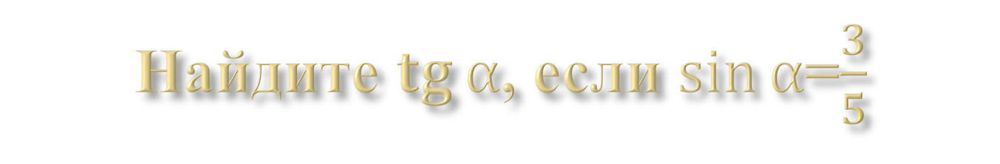 Найдите tg α, если sin α=3/5